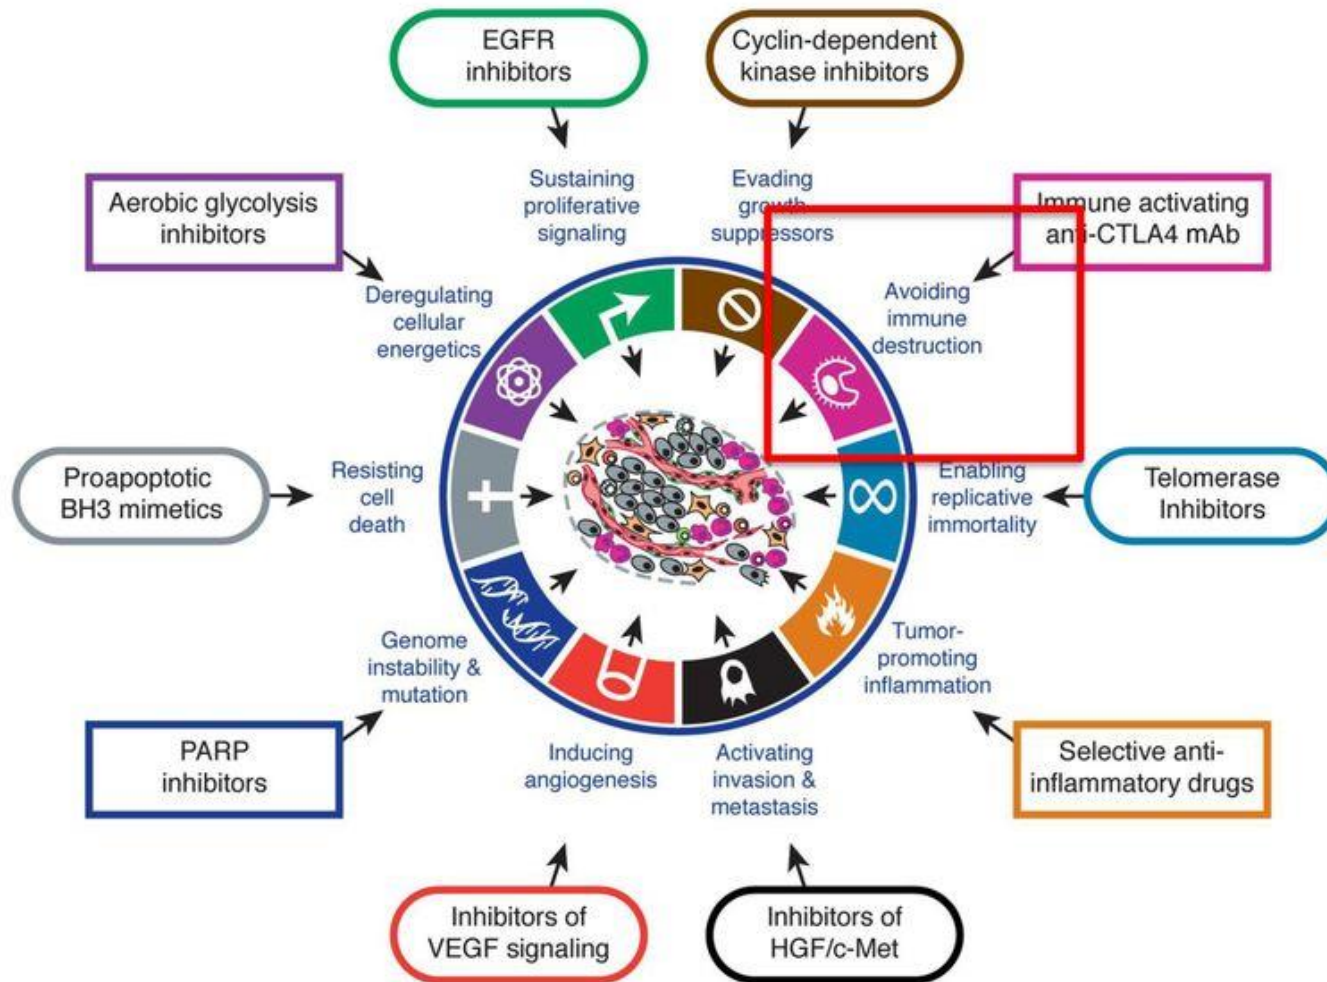 EGFR
inhibitors
Cyclin-dependent
kinase inhibitors
Sustaining
proliferative
signaling
Evading
growth
suppressors
Aerobic glycolysis
inhibitors
Immune activating
anti-CTLA4 mAb
Deregulating
cellular
energetics
Avoiding
immune
destruction
Proapoptotic
BH3 mimetics
Resisting
cell
death
Enabling
replicative
immortality
Telomerase
Inhibitors
Genome
instability &
mutation
Tumor-
promoting
inflammation
PARP
inhibitors
Inducing
angiogenesis
Activating
invasion &
metastasis
Selective anti-
inflammatory drugs
Inhibitors of
VEGF signaling
Inhibitors of
HGF/c-Met